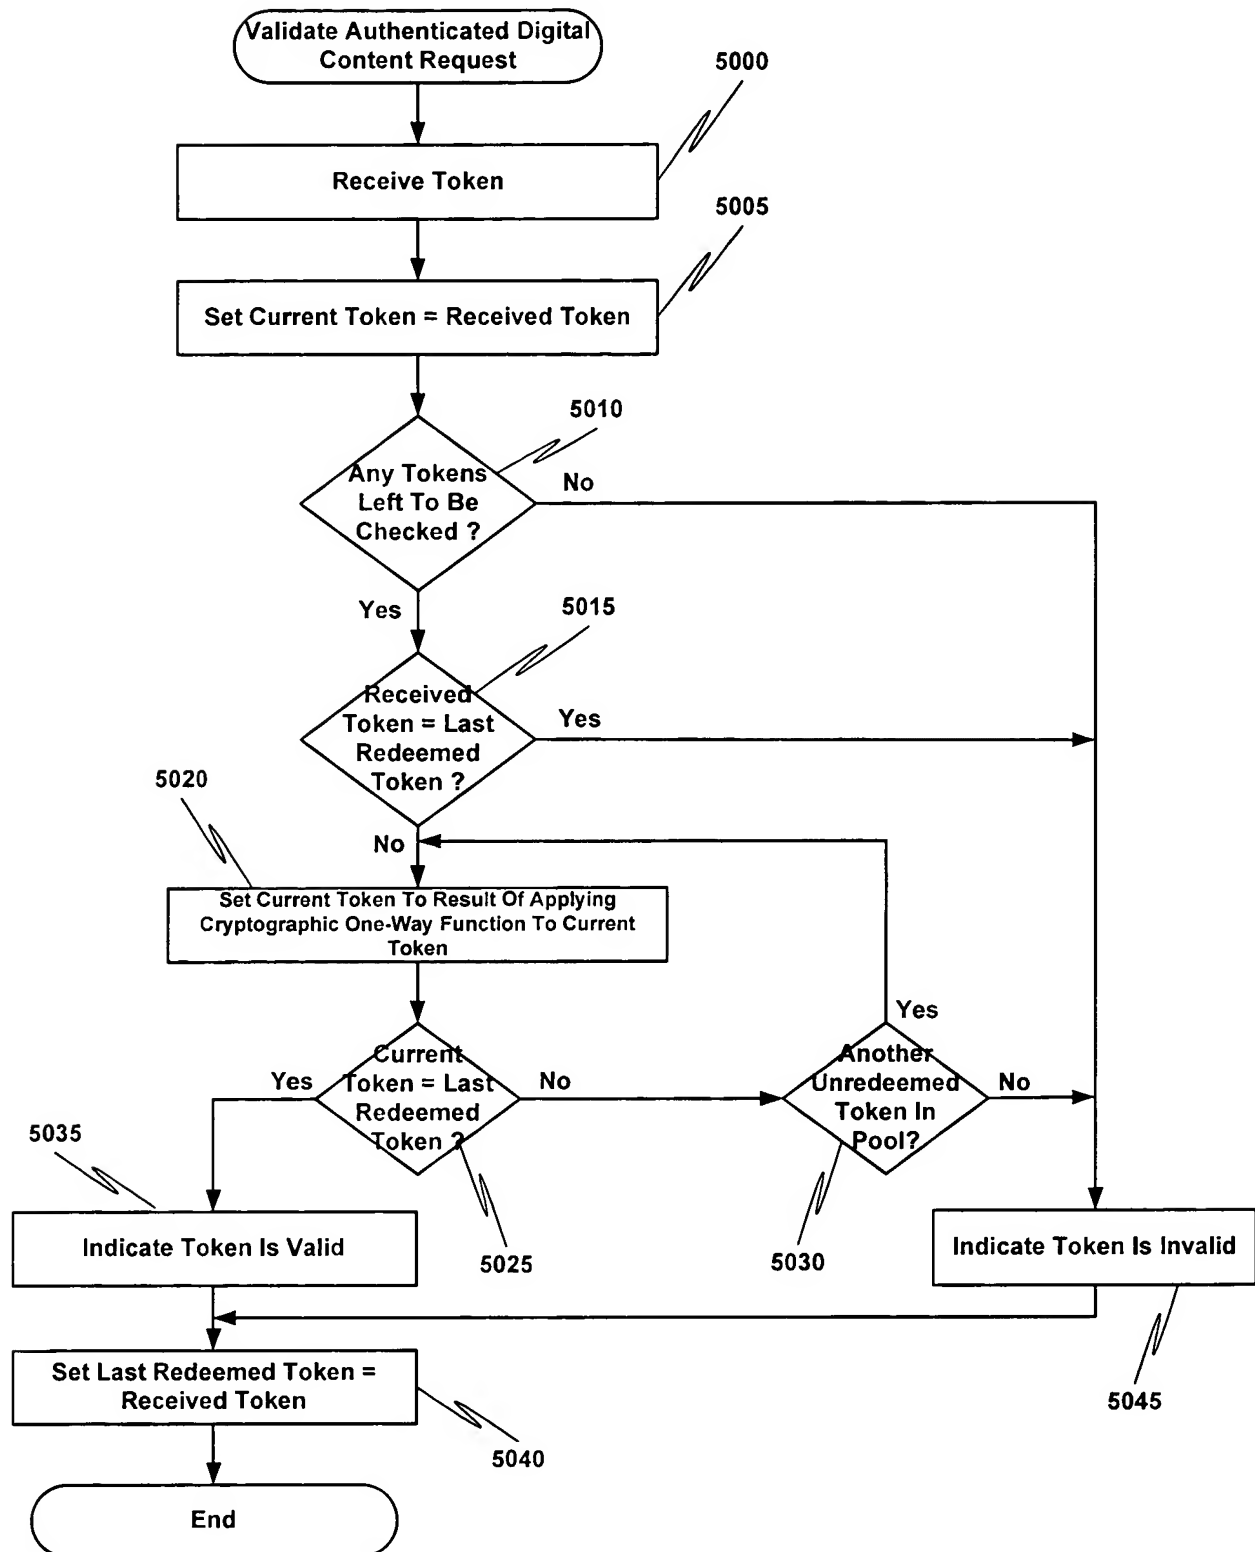 Validate Authenticated Digital
Content Request
5000
Receive Token
5005
Set Current Token = Received Token
5010
Any Tokens
Left To Be
Checked ?
No
Yes
5015
Received
Token = Last
Redeemed
Token ?
Yes
5020
No
Set Current Token To Result Of Applying
Cryptographic One-Way Function To Current
Token
Yes
Current
Token = Last
Redeemed
Token ?
Yes
No
Another
Unredeemed
Token In
Pool?
No
5035
Indicate Token Is Valid
5025
5030
Indicate Token Is Invalid
Set Last Redeemed Token =
Received Token
5040
5045
End